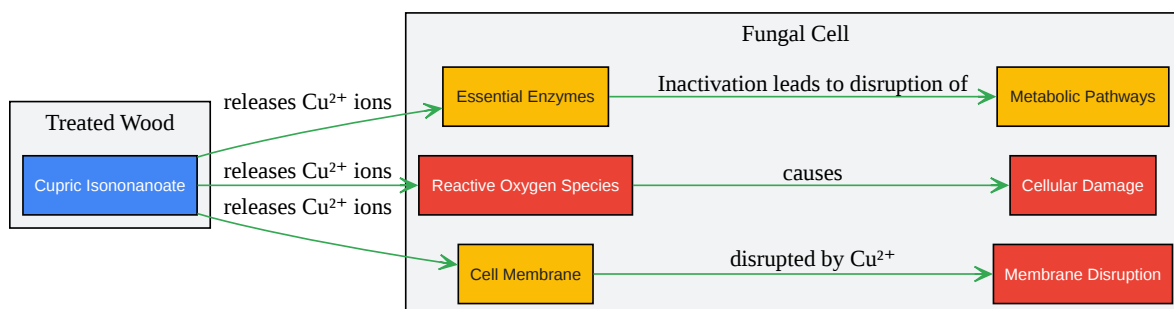 Fungal Cell
Essential Enzymes
Inactivation leads to disruption of
Metabolic Pathways
releases Cu²⁺ ions
Treated Wood
Cupric Isononanoate
releases Cu²⁺ ions
Reactive Oxygen Species
causes
Cellular Damage
releases Cu²⁺ ions
Cell Membrane
disrupted by Cu²⁺
Membrane Disruption